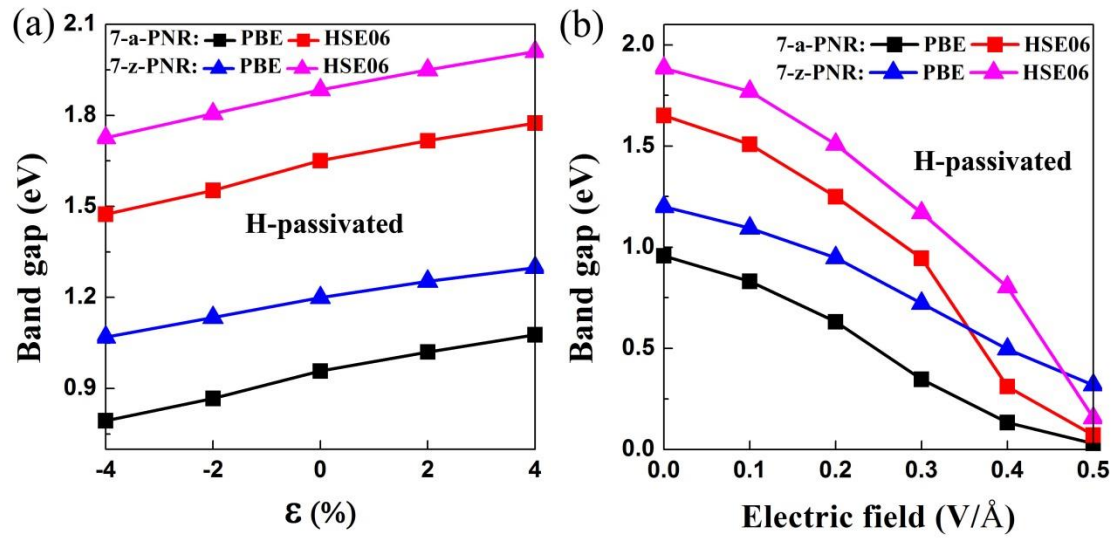 (a)
7-a-PNR: PBE HSE06
7-z-PNR: PBE HSE06
2.1
1.8
1.5
1.2
0.9
Band gap (eV)
H-passivated
-4 -2 0 2 4
ε (%)
(b)
7-a-PNR: PBE HSE06
7-z-PNR: PBE HSE06
2.0
1.5
1.0
0.5
0.0
Band gap (eV)
H-passivated
0.0 0.1 0.2 0.3 0.4 0.5
Electric field (V/Å)